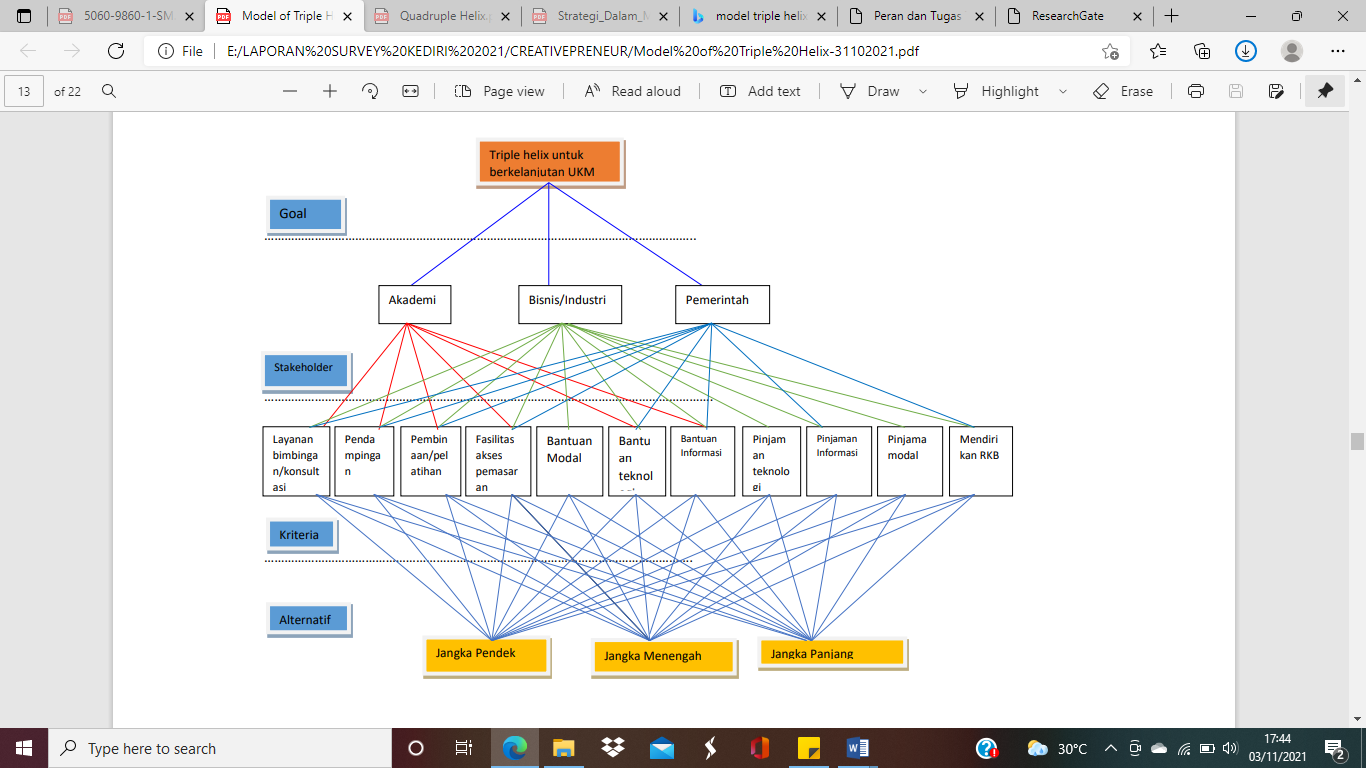 5060-9860-1-SM.
Model of Triple H
Quadruple Helix.p
Strategi_Dalam_M
model triple helix
Peran dan Tugas
ResearchGate
File
E:/LAPORAN%20SURVEY%20KEDIRI%202021/CREATIVEPRENEUR/Model%20of%20Triple%20Helix-31102021.pdf
13
of 22
Page view
Read aloud
Add text
Draw
Highlight
Erase
Triple helix untuk
berkelanjutan UKM
Goal
Akademi
Bisnis/Industri
Pemerintah
Stakeholder
Layanan
bimbinga
n/konsult
asi
Penda
mpinga
n
Pembin
aan/pel
atihan
Fasilitas
akses
pemasar
an
Bantuan
Modal
Bantu
an
teknol
Bantuan
Informasi
Pinjam
an
teknolo
gi
Pinjaman
Informasi
Pinjama
modal
Mendiri
kan RKB
Kriteria
Alternatif
Jangka Pendek
Jangka Menengah
Jangka Panjang
Type here to search
30°C
17:44
03/11/2021
2